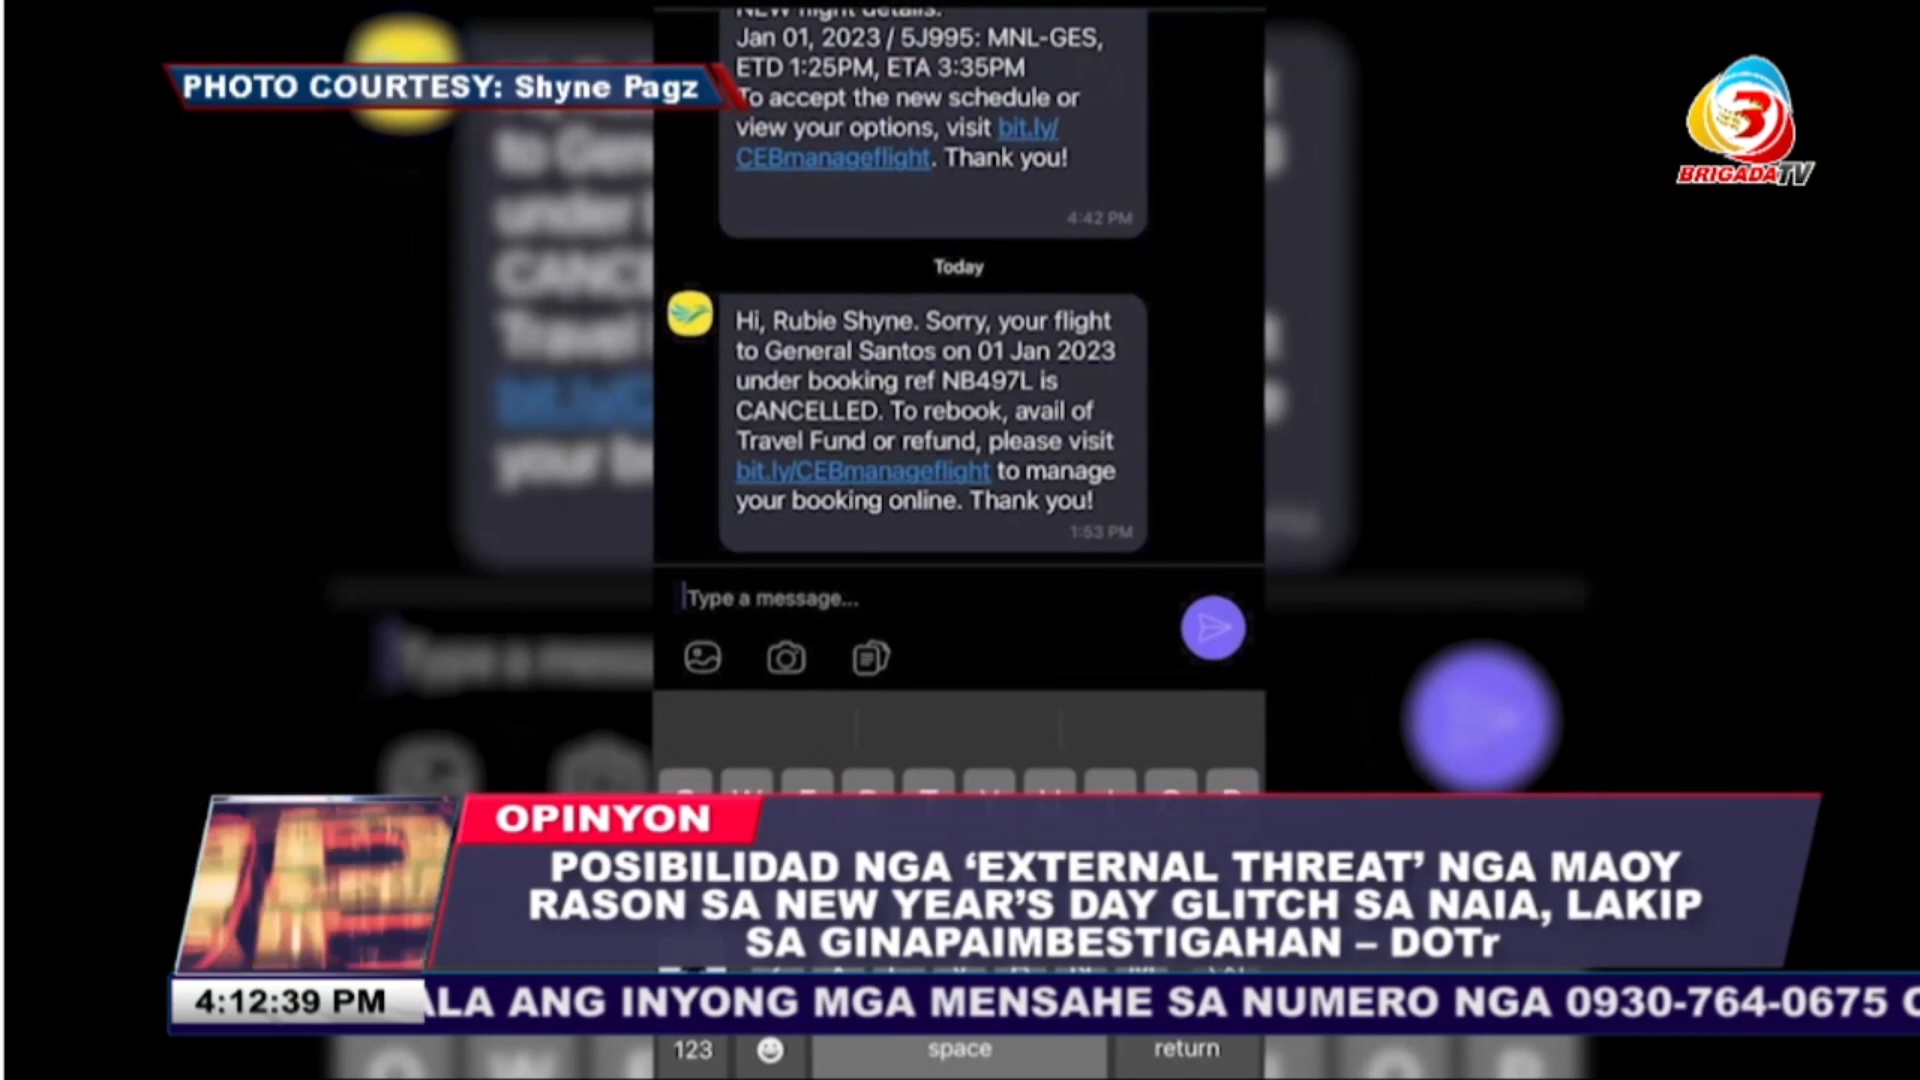 NEW flight details:
Jan 01, 2023 / 5J995: MNL-GES,
ETD 1:25PM, ETA 3:35PM
To accept the new schedule or
view your options, visit bit.ly/
CEBmanageflight. Thank you!
4:42 PM
PHOTO COURTESY: Shyne Pagz
3
BRIGADA TV
Today
Hi, Rubie Shyne. Sorry, your flight
to General Santos on 01 Jan 2023
under booking ref NB497L is
CANCELLED. To rebook, avail of
Travel Fund or refund, please visit
bit.ly/CEBmanageflight to manage
your booking online. Thank you!
1:53 PM
Type a message...
OPINYON
POSIBILIDAD NGA ‘EXTERNAL THREAT’ NGA MAOY
RASON SA NEW YEAR’S DAY GLITCH SA NAIA, LAKIP
SA GINAPAIMBESTIGAHAN – DOTr
4:12:39 PM
ALA ANG INYONG MGA MENSAHE SA NUMERO NGA 0930-764-0675
123
space
return